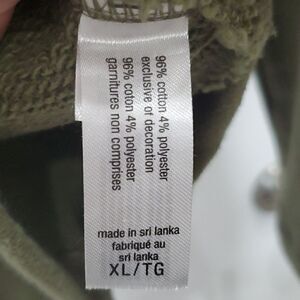 96% cotton 4% polyester
exclusive of decoration
96% coton 4% polyester
garnitures non comprises
made in sri lanka
fabriqué au
sri lanka
XL/TG